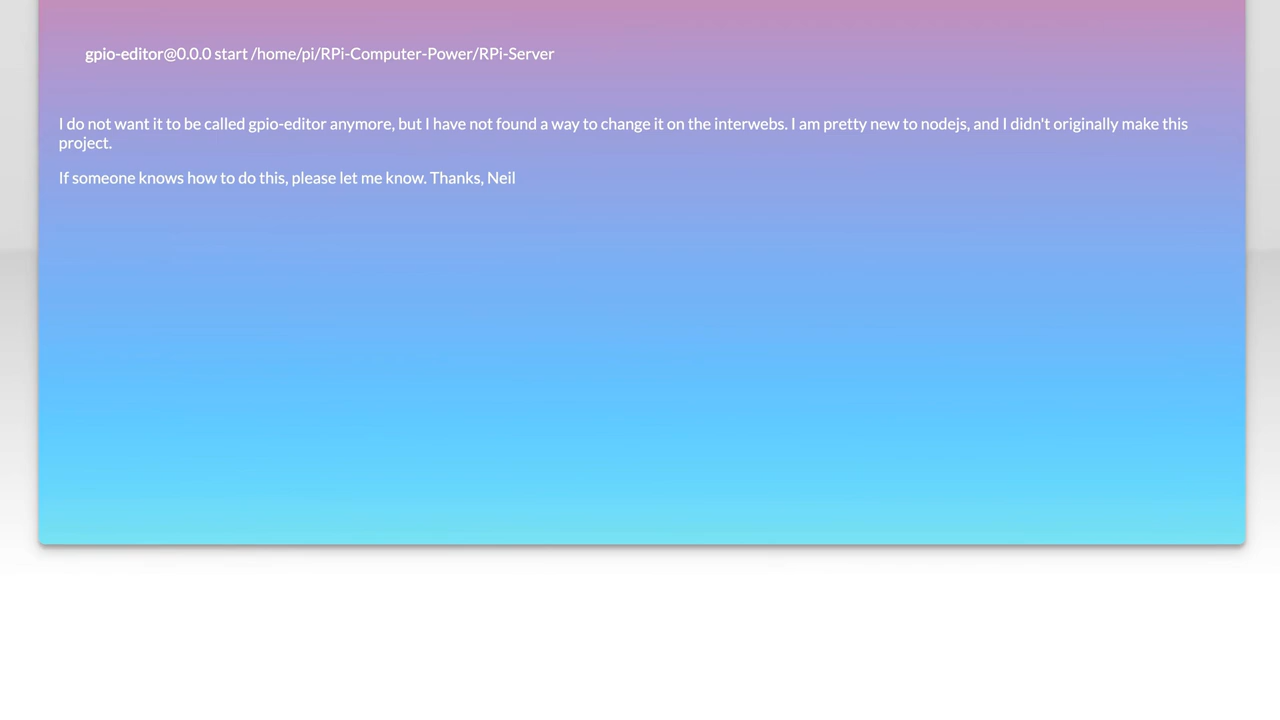 gpio-editor@0.0.0 start /home/pi/RPi-Computer-Power/RPi-Server
I do not want it to be called gpio-editor anymore, but I have not found a way to change it on the interwebs. I am pretty new to nodejs, and I didn't originally make this
project.
If someone knows how to do this, please let me know. Thanks, Neil